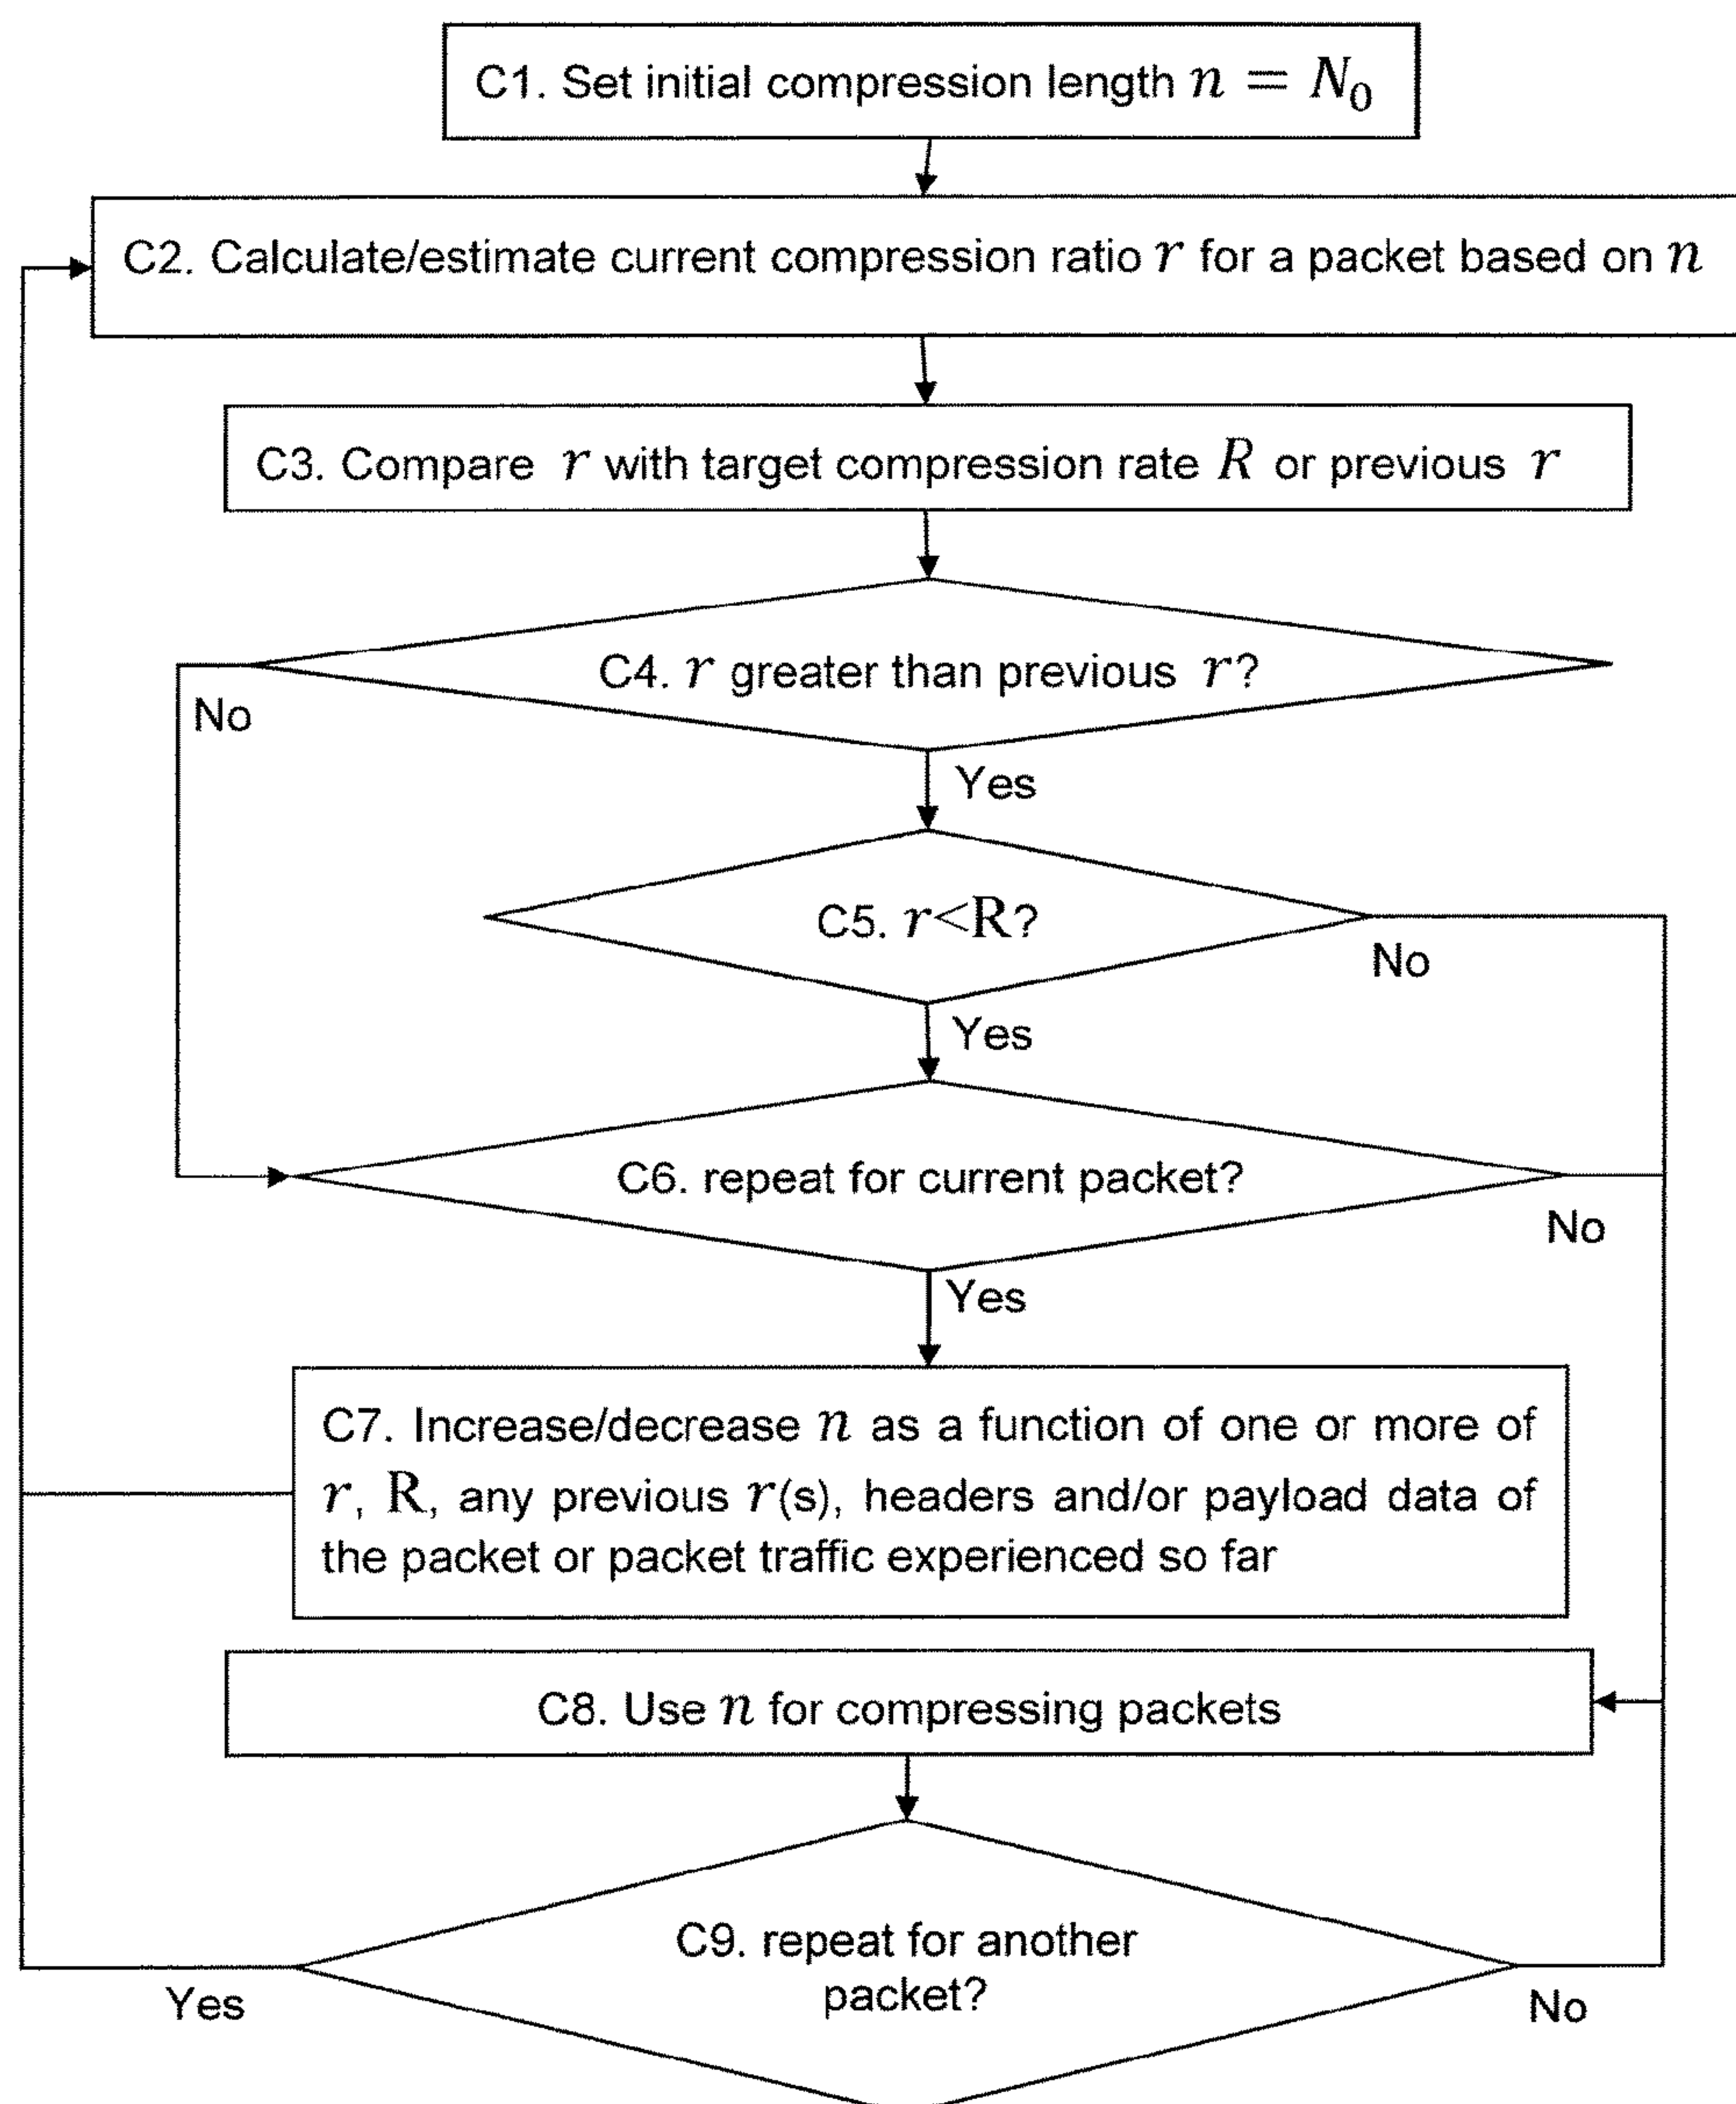 C1. Set initial compression length n = N₀
C2. Calculate/estimate current compression ratio r for a packet based on n
C3. Compare r with target compression rate R or previous r
C4. r greater than previous r?
No
Yes
C5. r<R?
No
Yes
C6. repeat for current packet?
No
Yes
C7. Increase/decrease n as a function of one or more of
r, R, any previous r(s), headers and/or payload data of
the packet or packet traffic experienced so far
C8. Use n for compressing packets
C9. repeat for another
packet?
Yes
No